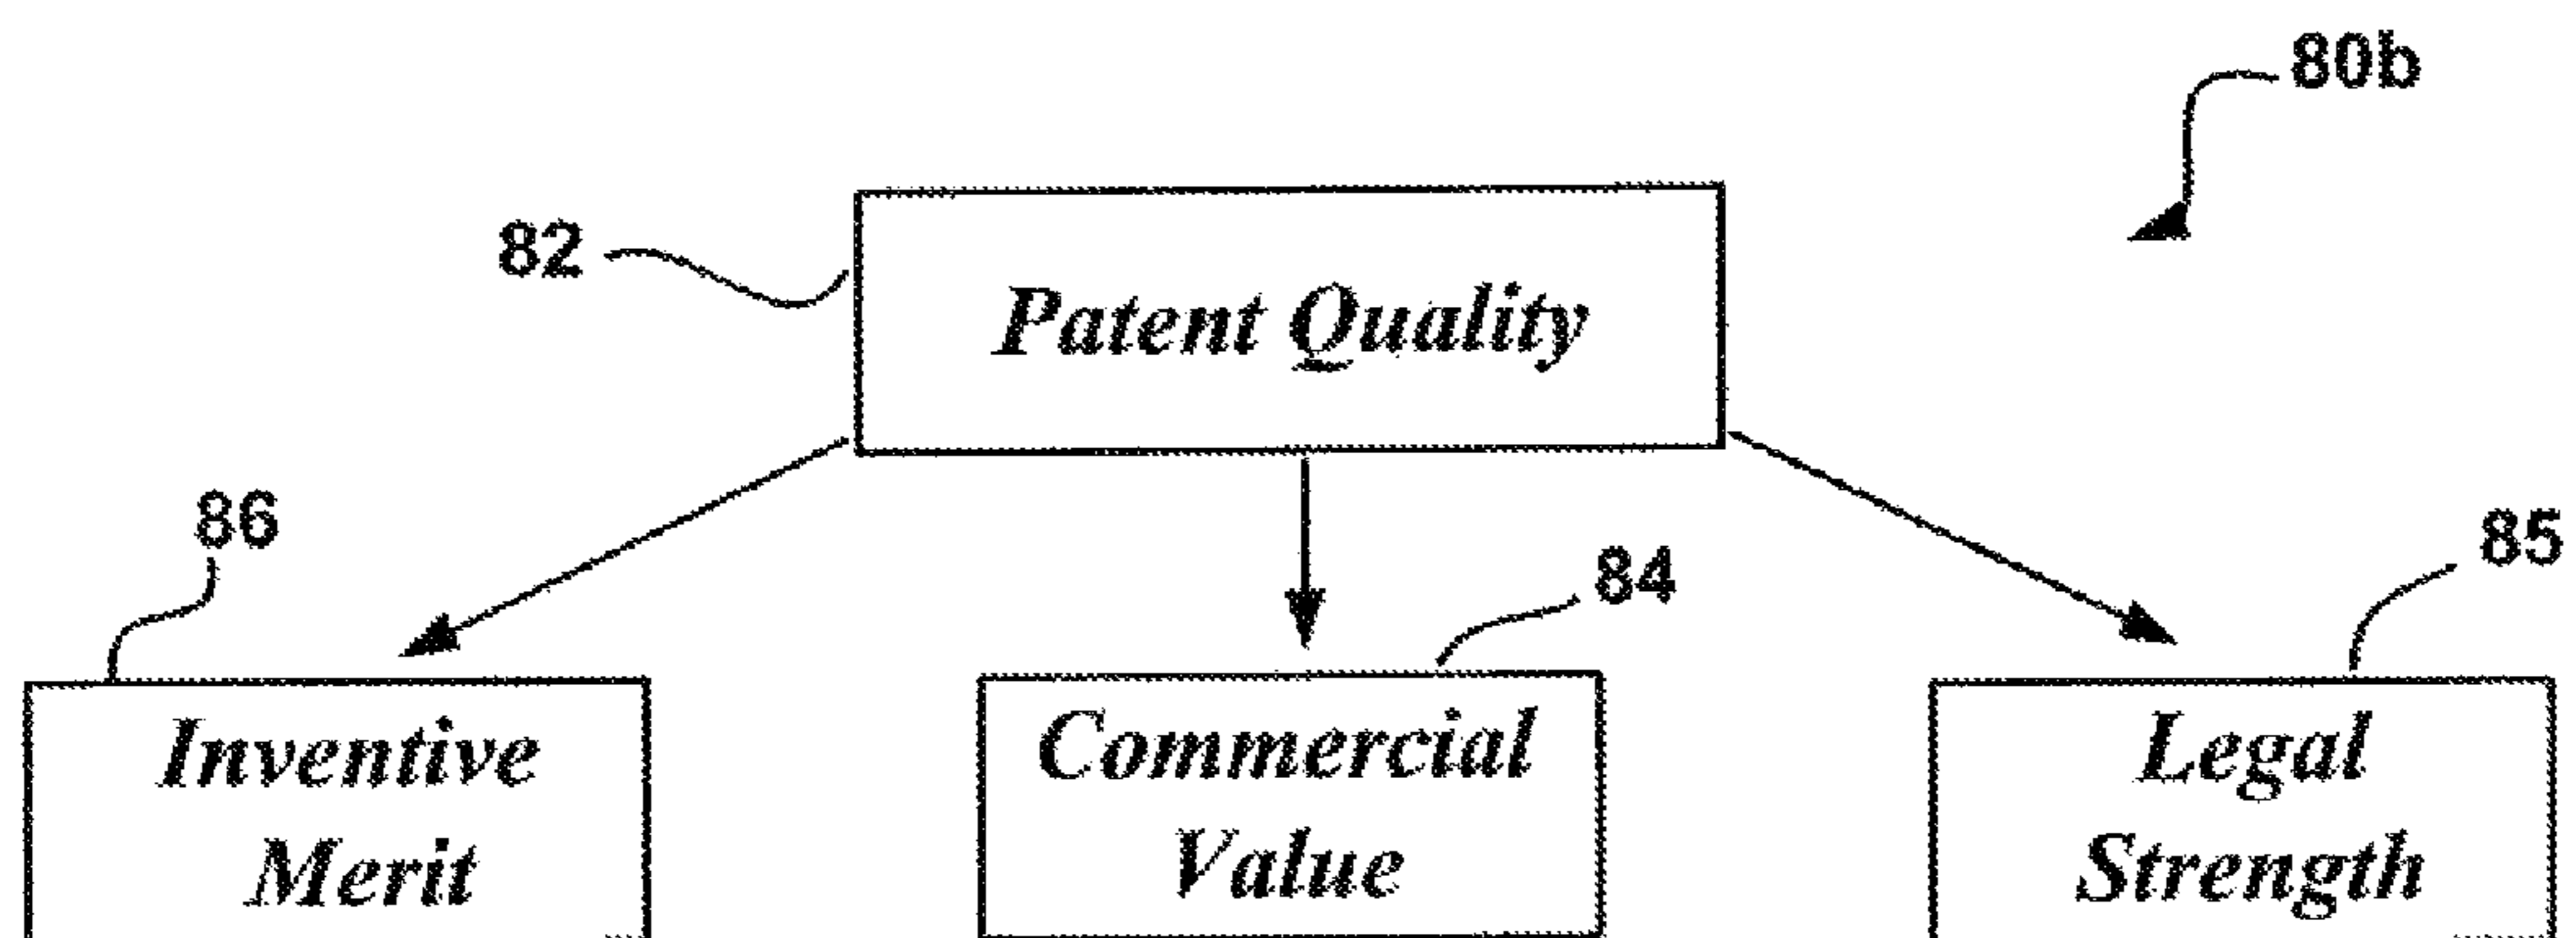 80b
82
Patent Quality
86
84
85
Inventive
Merit
Commercial
Value
Legal
Strength